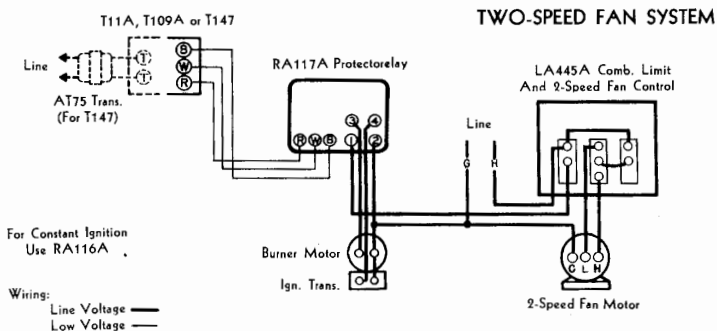 TWO-SPEED FAN SYSTEM
T11A, T109A or T147
Line
T
T
B
W
R
AT75 Trans.
(For T147)
RA117A Protectorelay
3
4
R
W
B
1
2
LA445A Comb. Limit
And 2-Speed Fan Control
Line
G
H
For Constant Ignition
Use RA116A
Burner Motor
Ign. Trans.
G
L
H
2-Speed Fan Motor
Wiring:
Line Voltage
Low Voltage